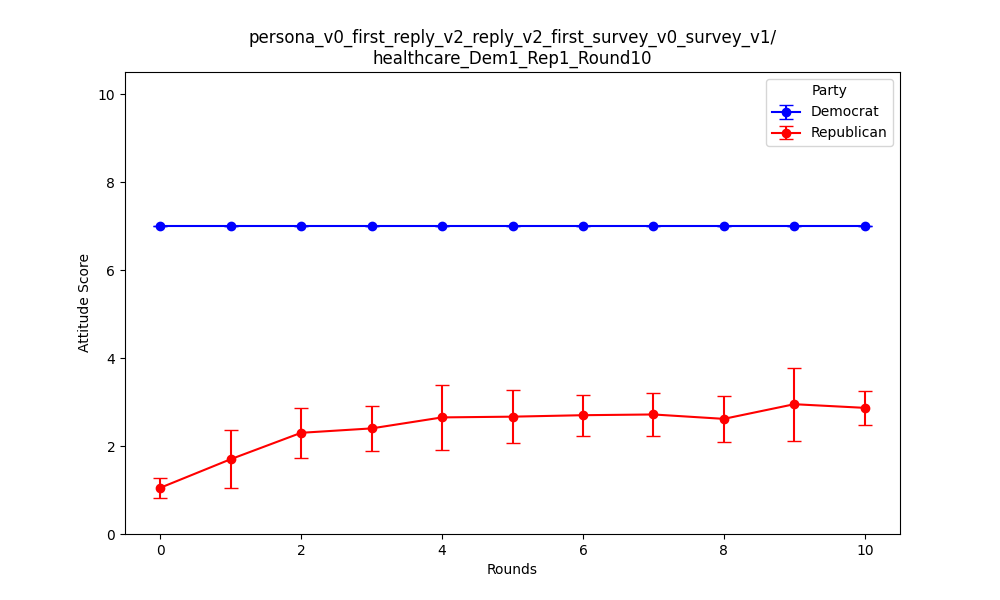 persona_v0_first_reply_v2_reply_v2_first_survey_v0_survey_v1/
healthcare_Dem1_Rep1_Round10
Party
Democrat
Republican
Attitude Score
10
8
6
4
2
0
0 2 4 6 8 10
Rounds